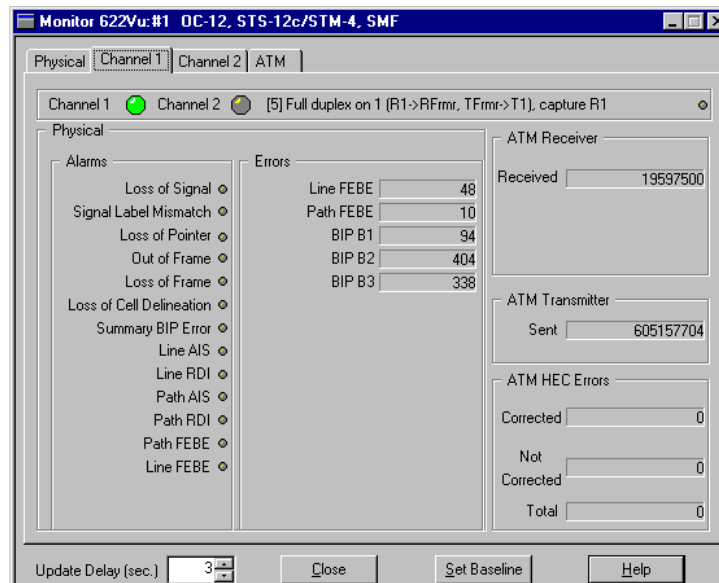 Monitor 622Vu:#1 OC-12, STS-12c/STM-4, SMF
Physical Channel 1 Channel 2 ATM
Channel 1 Channel 2 [5] Full duplex on 1 (R1->RFrmr, TFrmr->T1), capture R1
Physical
Alarms
Loss of Signal
Signal Label Mismatch
Loss of Pointer
Out of Frame
Loss of Frame
Loss of Cell Delineation
Summary BIP Error
Line AIS
Line RDI
Path AIS
Path RDI
Path FEBE
Line FEBE
Errors
Line FEBE 48
Path FEBE 10
BIP B1 94
BIP B2 404
BIP B3 338
ATM Receiver
Received 19597500
ATM Transmitter
Sent 605157704
ATM HEC Errors
Corrected 0
Not
Corrected 0
Total 0
Update Delay (sec.) 3 Close Set Baseline Help